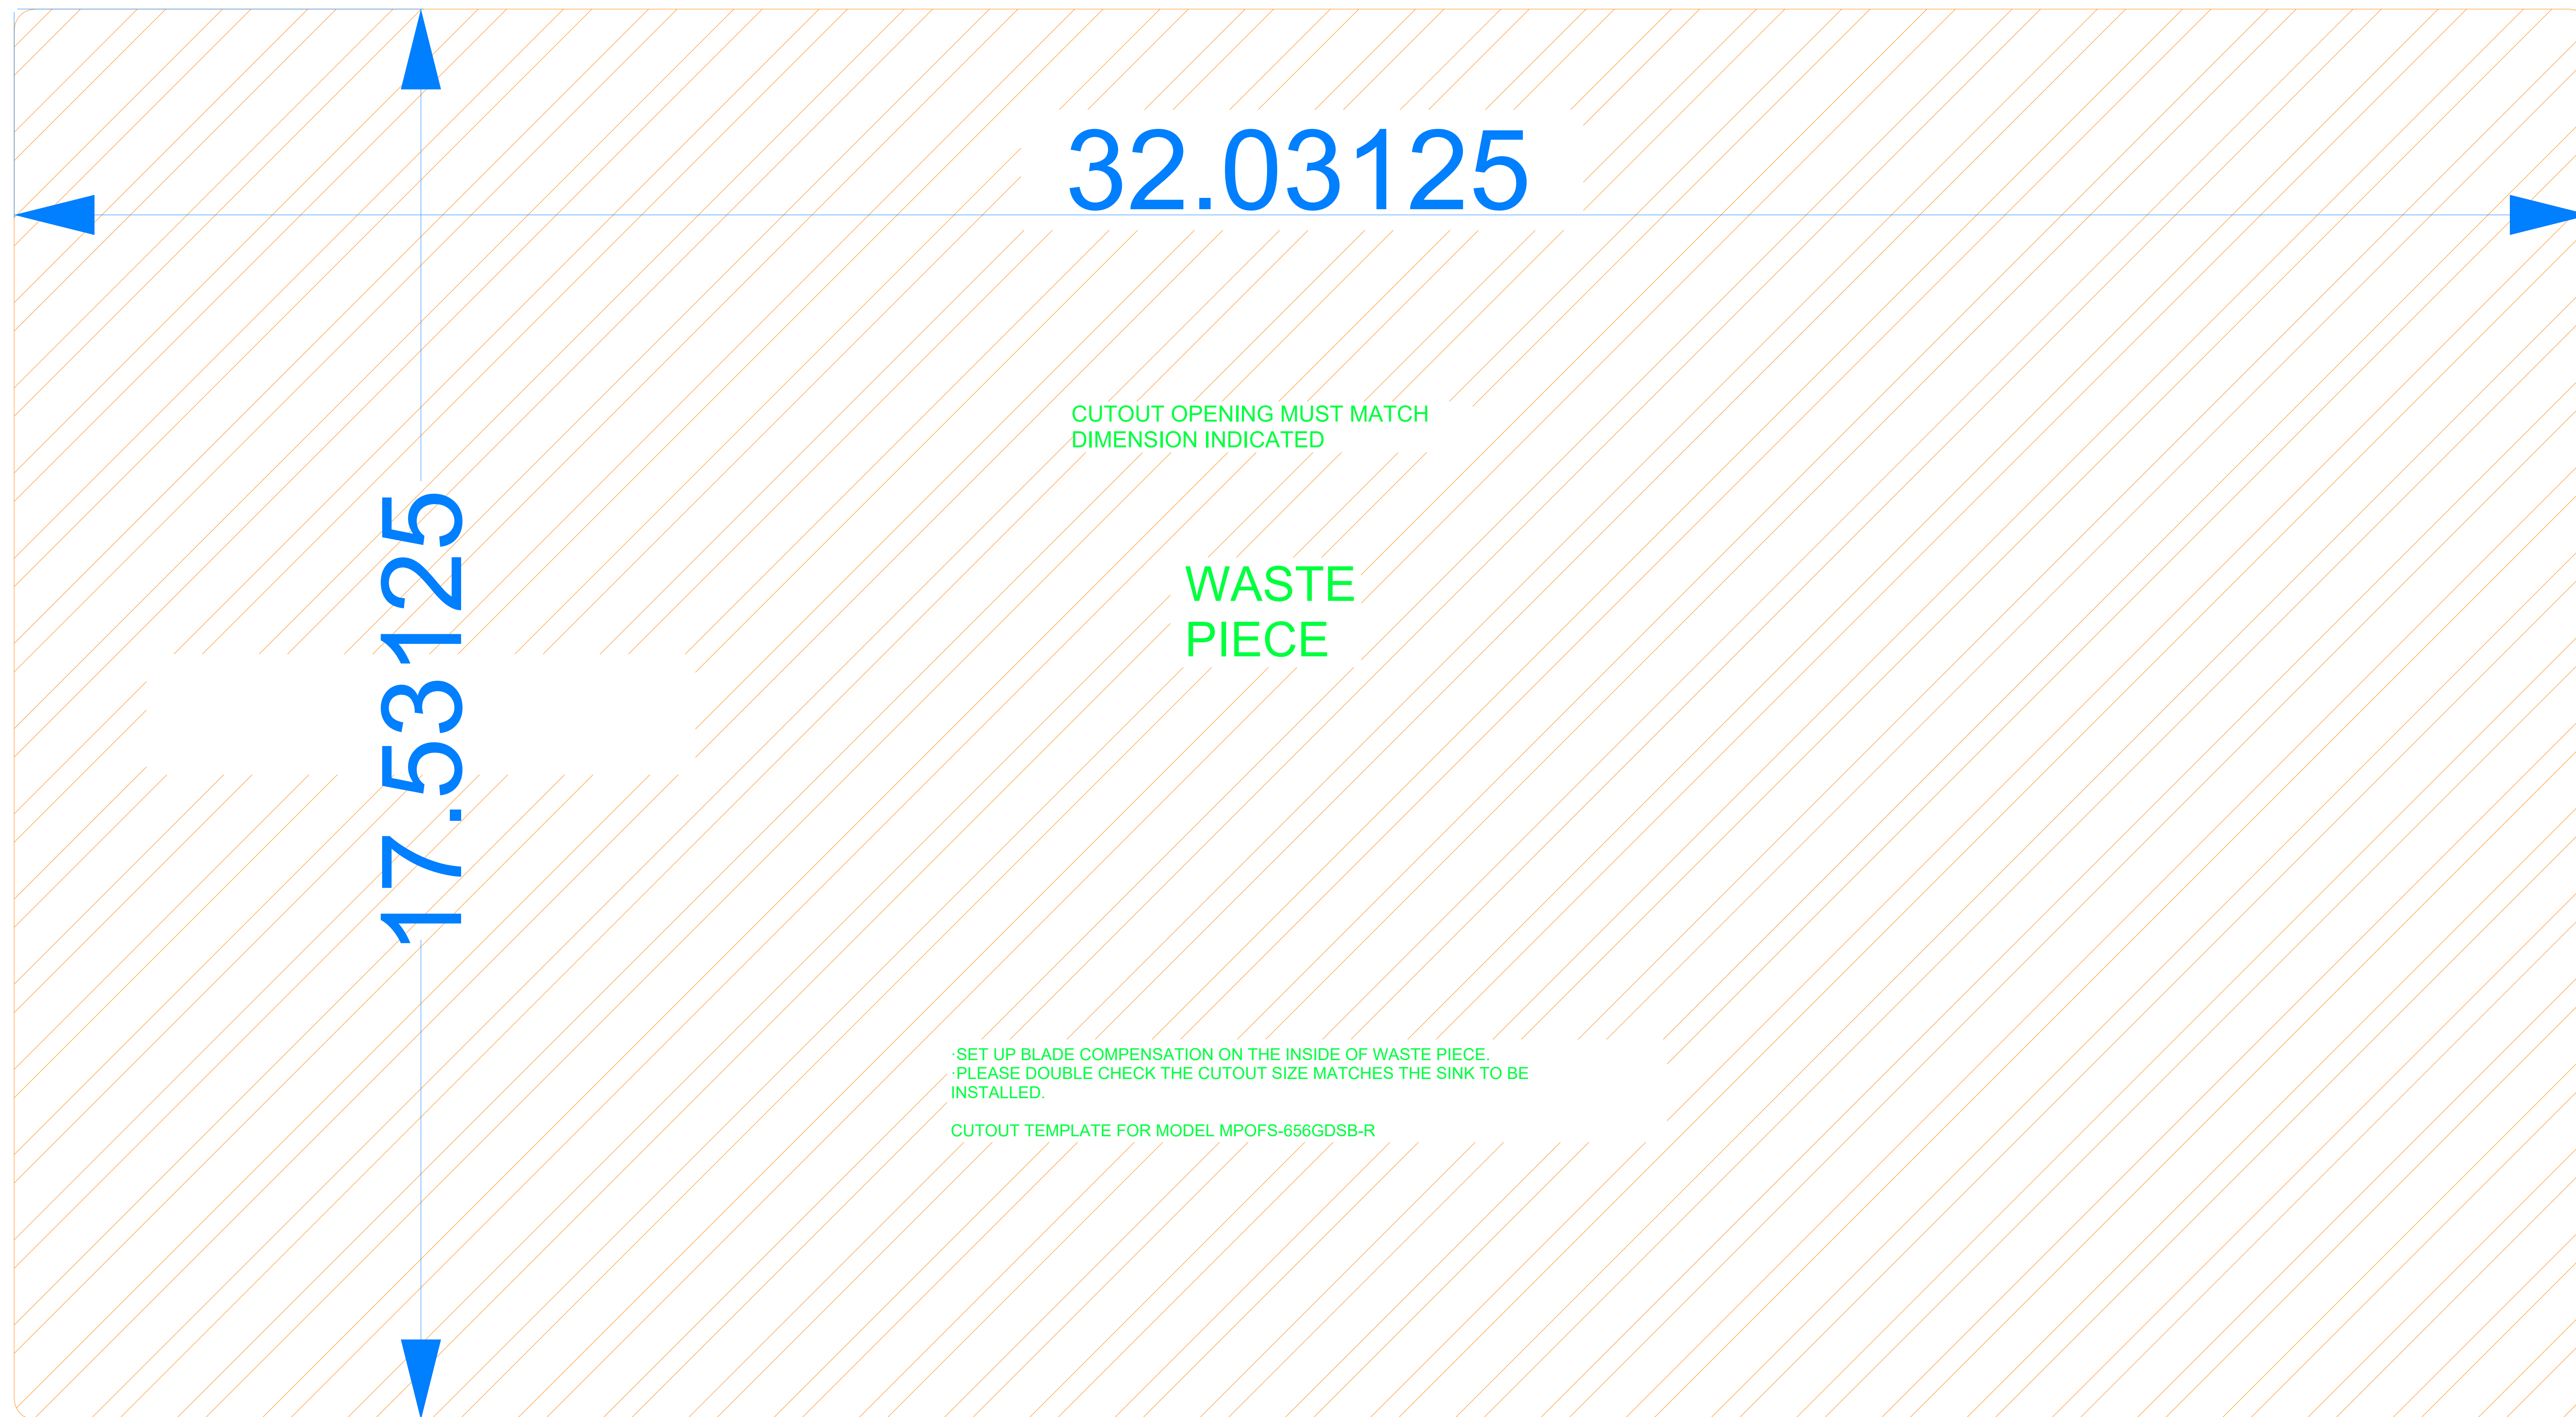 32.03125
CUTOUT OPENING MUST MATCH
DIMENSION INDICATED
17.53125
WASTE
PIECE
·SET UP BLADE COMPENSATION ON THE INSIDE OF WASTE PIECE.
·PLEASE DOUBLE CHECK THE CUTOUT SIZE MATCHES THE SINK TO BE
INSTALLED.
CUTOUT TEMPLATE FOR MODEL MPOFS-656GDSB-R